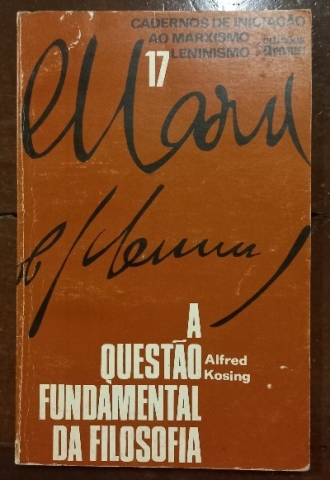 CADERNOS DE INICIAÇÃO
AO MARXISMO
LENINISMO
17
A
QUESTÃO
FUNDAMENTAL
DA FILOSOFIA
Alfred
Kosing